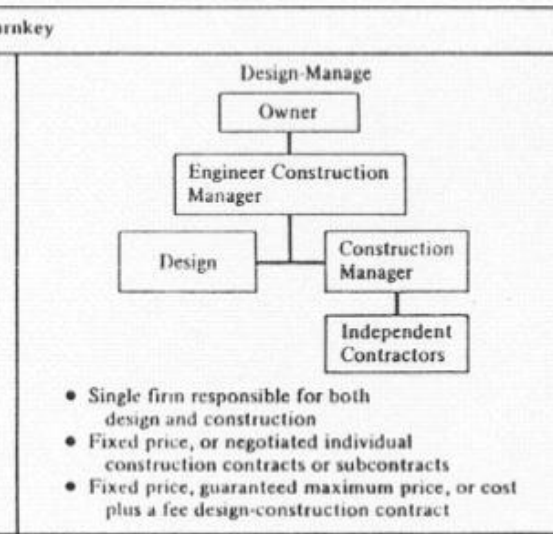 Design-Manage
Owner
Engineer Construction
Manager
Design
Construction
Manager
Independent
Contractors
● Single firm responsible for both
design and construction
● Fixed price, or negotiated individual
construction contracts or subcontracts
● Fixed price, guaranteed maximum price, or cost
plus a fee design-construction contract